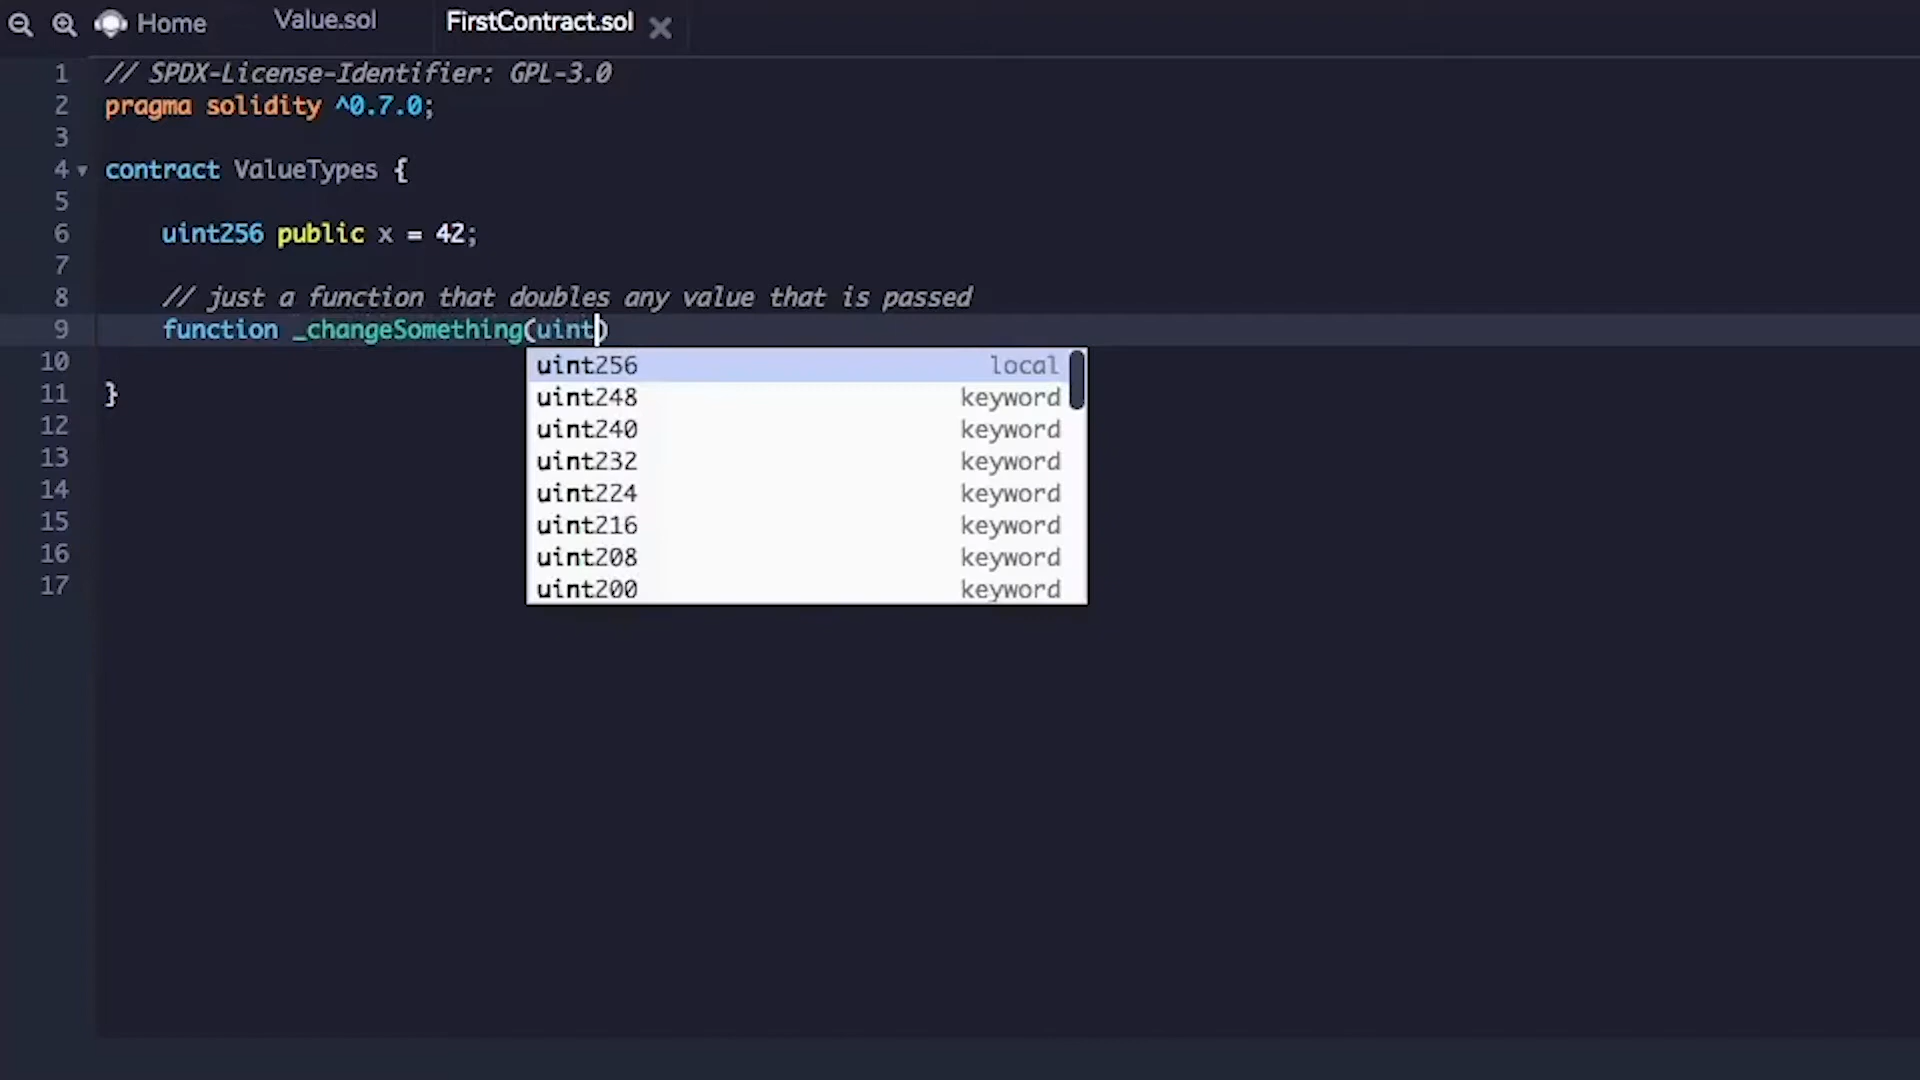 Home Value.sol FirstContract.sol
1 // SPDX-License-Identifier: GPL-3.0
2 pragma solidity ^0.7.0;
3
4 contract ValueTypes {
5
6 uint256 public x = 42;
7
8 // just a function that doubles any value that is passed
9 function _changeSomething(uint)
10
11 }
12
13
14
15
16
17
uint256 local
uint248 keyword
uint240 keyword
uint232 keyword
uint224 keyword
uint216 keyword
uint208 keyword
uint200 keyword